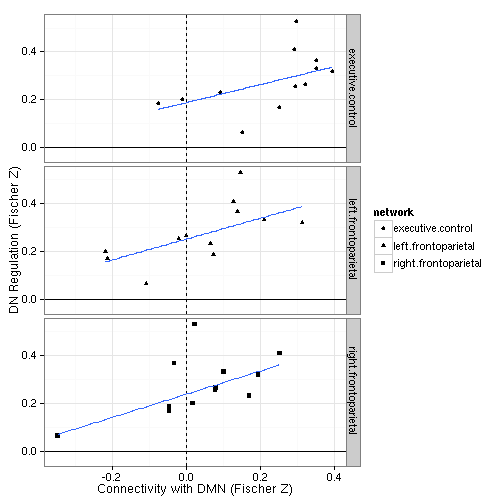 DN Regulation (Fischer Z)
0.4
0.2
0.0
executive.control
0.4
0.2
0.0
left.frontoparietal
0.4
0.2
0.0
right.frontoparietal
-0.2 0.0 0.2 0.4
Connectivity with DMN (Fischer Z)
network
executive.control
left.frontoparietal
right.frontoparietal